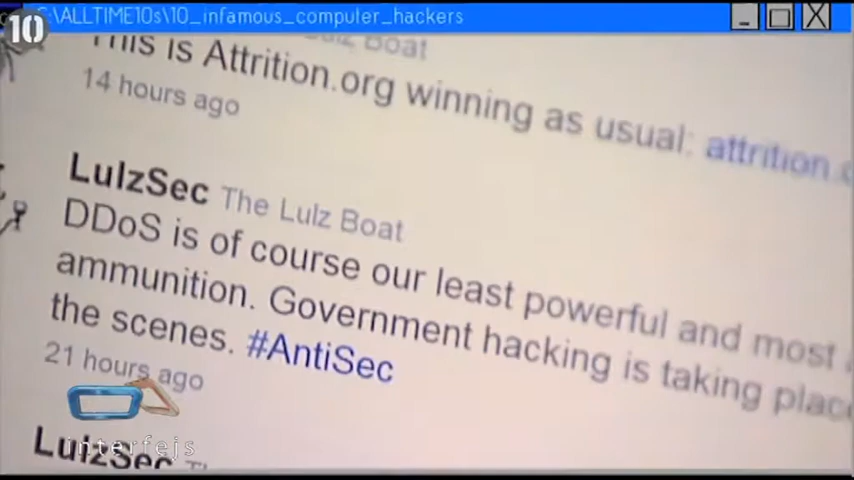 10
:\ALLTIME10s\10_infamous_computer_hackers
Lulz Boat
This is Attrition.org winning as usual: attrition.
14 hours ago
LulzSec The Lulz Boat
DDoS is of course our least powerful and most
ammunition. Government hacking is taking place
the scenes. #AntiSec
21 hours ago
interfejs
LulzSec